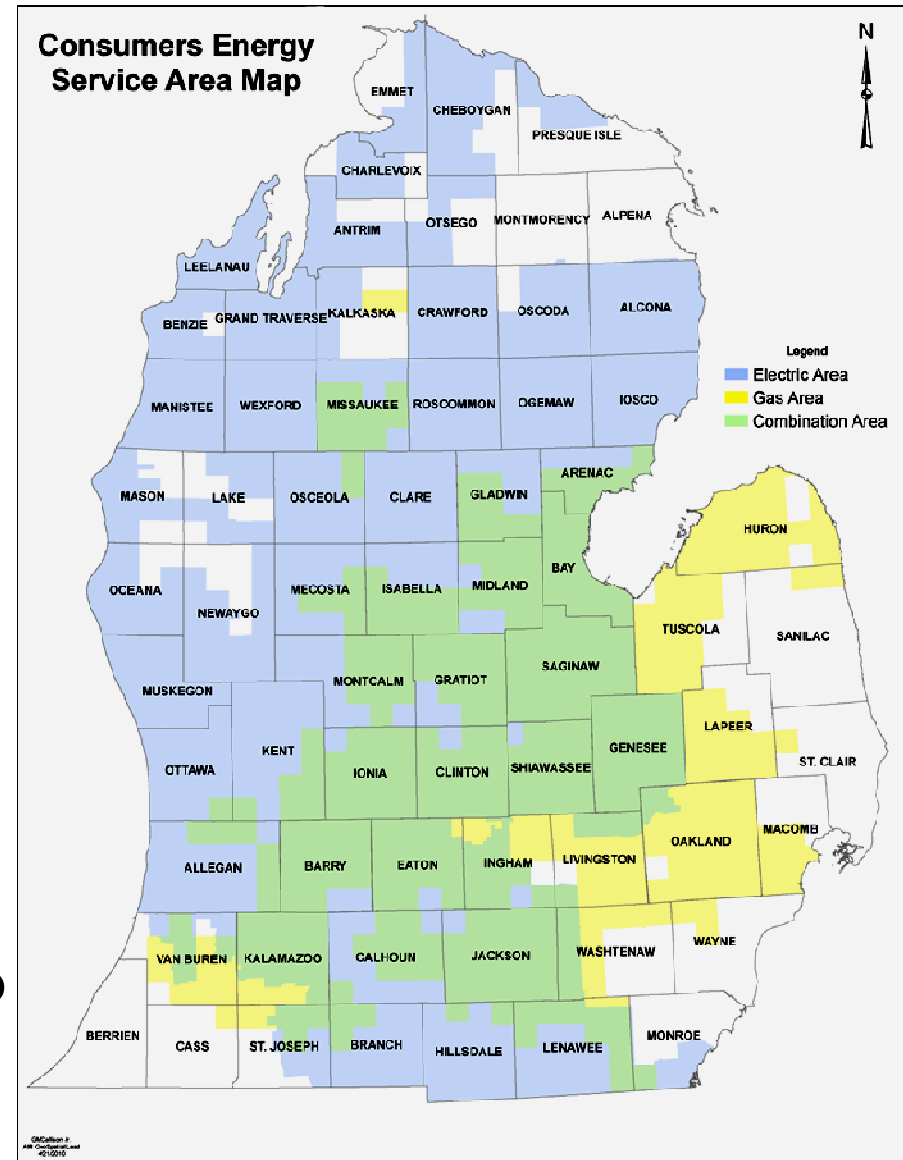 Consumers Energy
Service Area Map
N
EMMET
CHEBOYGAN
PRESQUE ISLE
CHARLEVOIX
ANTRIM
OTSEGO
MONTMORENCY
ALPENA
LEELANAU
BENZIE
GRAND TRAVERSE
KALKASKA
CRAWFORD
OSCODA
ALCONA
Legend
Electric Area
Gas Area
Combination Area
MANISTEE
WEXFORD
MISSAUKEE
ROSCOMMON
OGEMAW
IOSCO
MASON
LAKE
OSCEOLA
CLARE
GLADWIN
ARENAC
HURON
OCEANA
NEWAYGO
MECOSTA
ISABELLA
MIDLAND
BAY
TUSCOLA
SANILAC
MUSKEGON
MONTCALM
GRATIOT
SAGINAW
OTTAWA
KENT
IONIA
CLINTON
SHIAWASSEE
GENESEE
LAPEER
ST. CLAIR
ALLEGAN
BARRY
EATON
INGHAM
LIVINGSTON
OAKLAND
MACOMB
VAN BUREN
KALAMAZOO
CALHOUN
JACKSON
WASHTENAW
WAYNE
BERRIEN
CASS
ST. JOSEPH
BRANCH
HILLSDALE
LENAWEE
MONROE